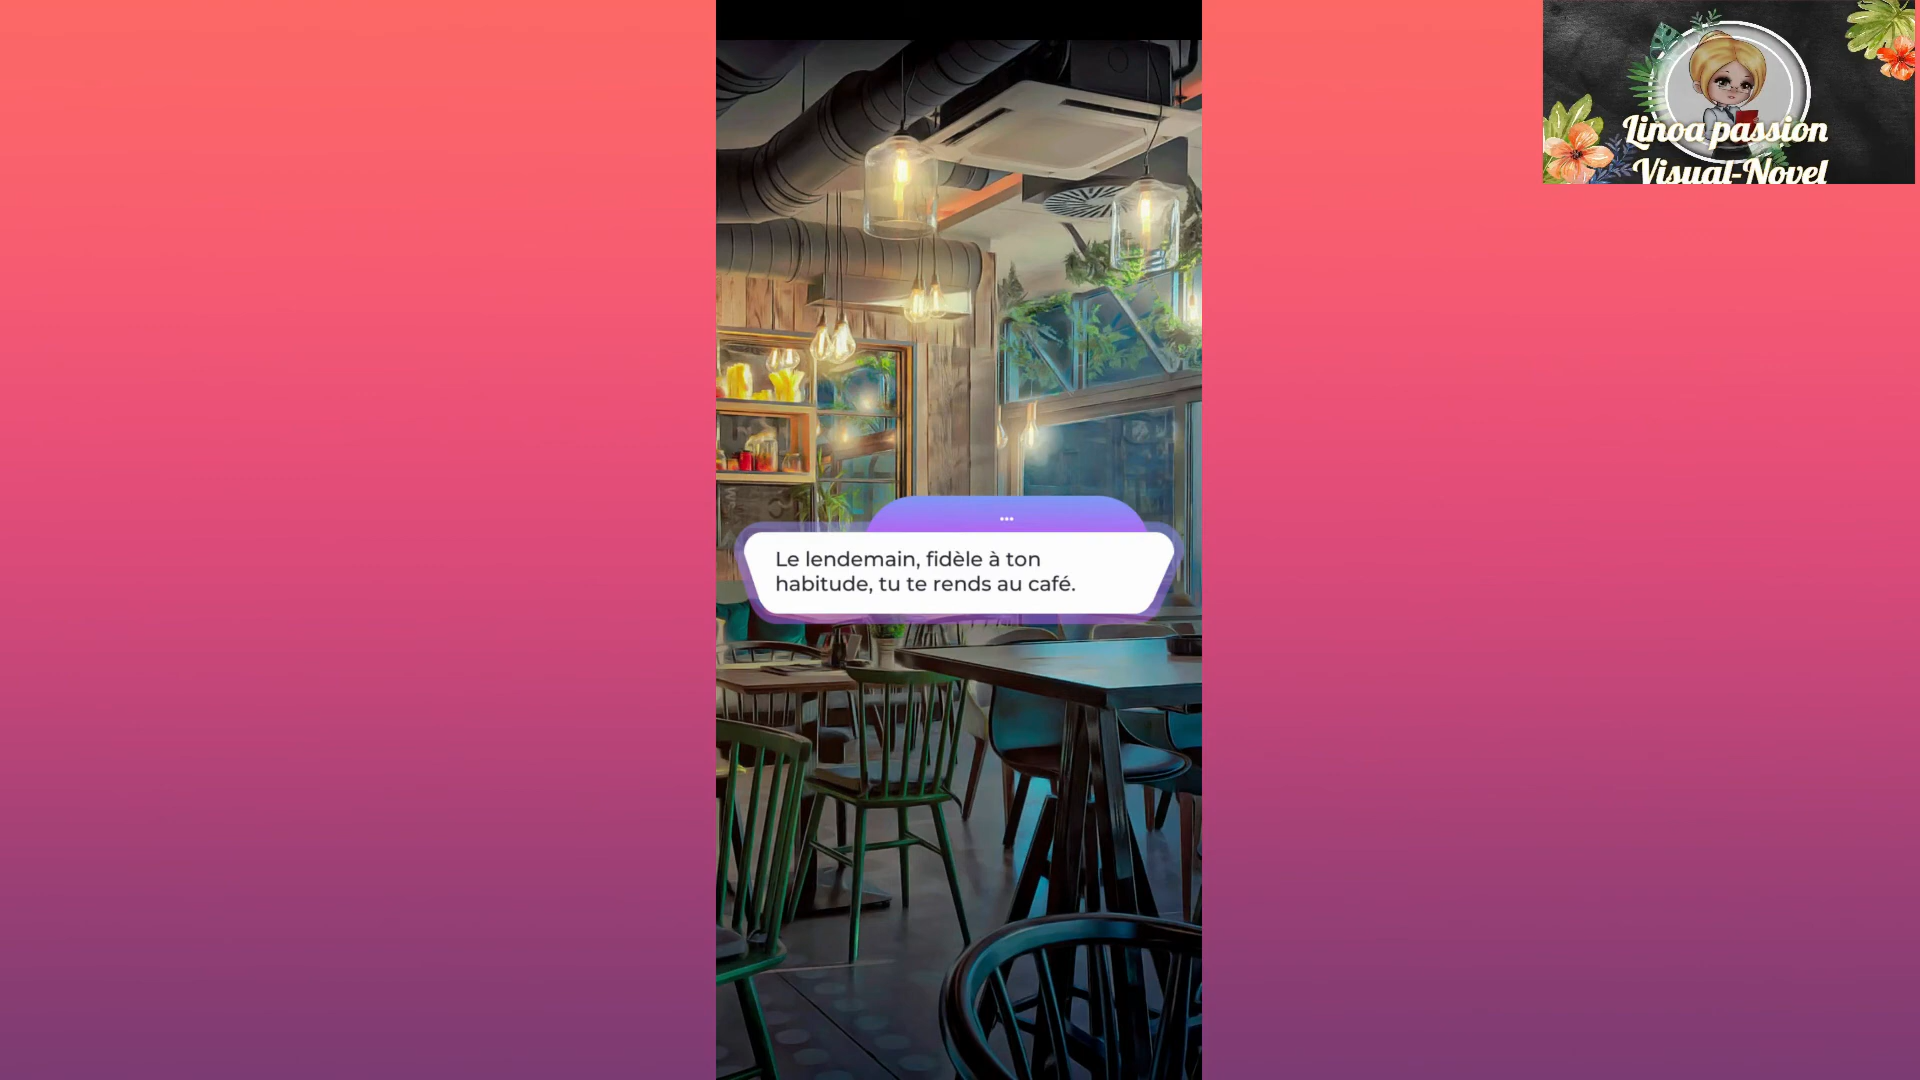 Linoa passion
Visual-Novel
...
Le lendemain, fidèle à ton
habitude, tu te rends au café.